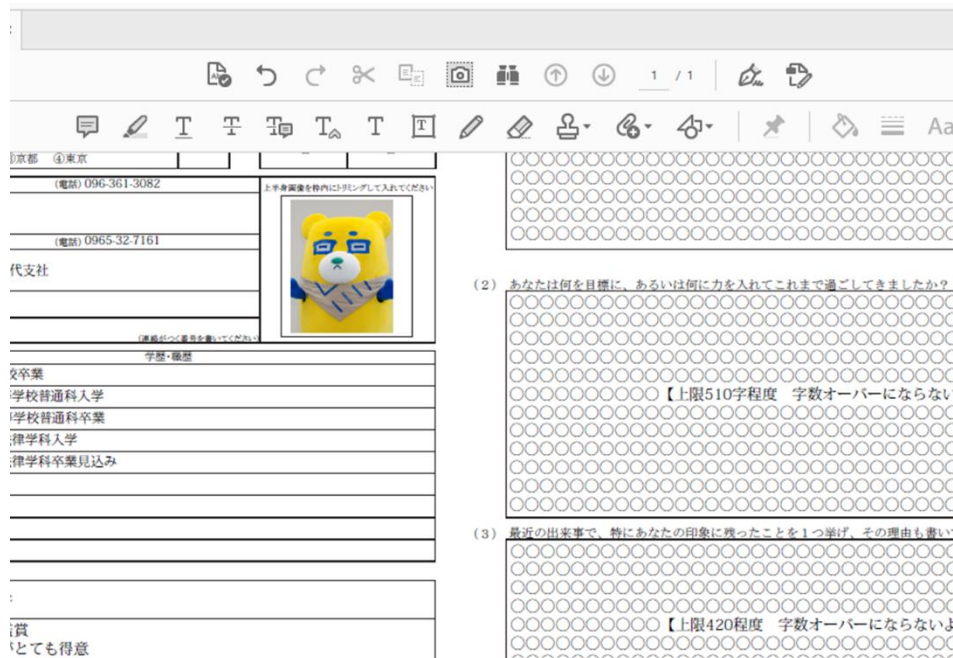 1 / 1
Aa
京都 ④東京
(電話) 096-361-3082
(電話) 0965-32-7161
代支社
(連絡がつく番号を書いてください)
上半身画像を枠内にトリミングして入れてください
学歴・職歴
校卒業
学校普通科入学
学校普通科卒業
律学科入学
律学科卒業見込み
賞
がとても得意
(2) あなたは何を目標に、あるいは何に力を入れてこれまで過ごしてきましたか?
【上限510字程度 字数オーバーにならない
(3) 最近の出来事で、特にあなたの印象に残ったことを1つ挙げ、その理由も書い
【上限420程度 字数オーバーにならないよ